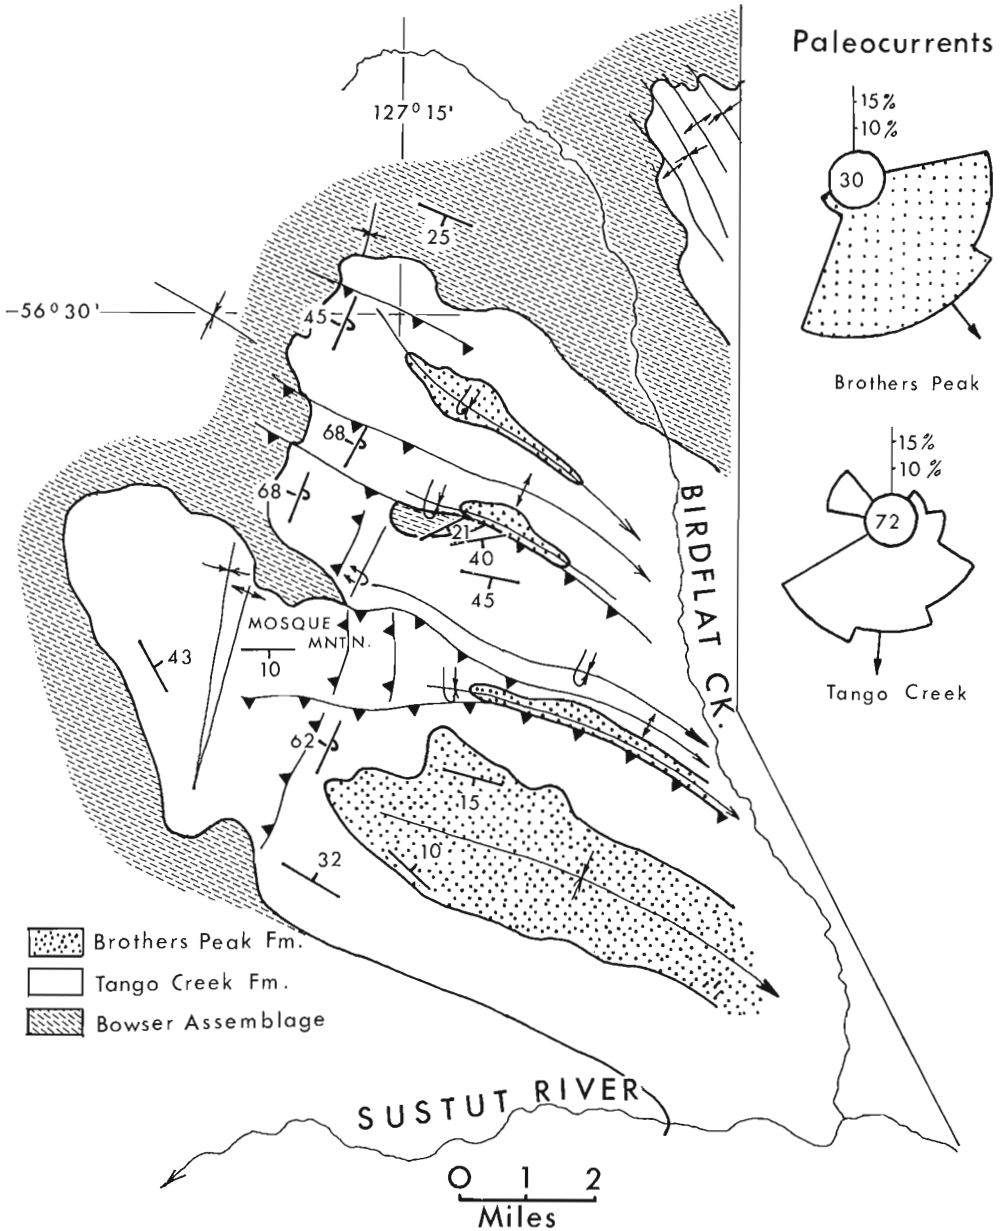 Paleocurrents
127° 15'
15%
10%
30
25
-56° 30'
45
Brothers Peak
68
15%
10%
68
BIRDFLAT CK.
72
21
40
45
MOSQUE
MNTN.
43
10
Tango Creek
62
15
10
32
Brothers Peak Fm.
Tango Creek Fm.
Bowser Assemblage
SUSTUT RIVER
0 1 2
Miles